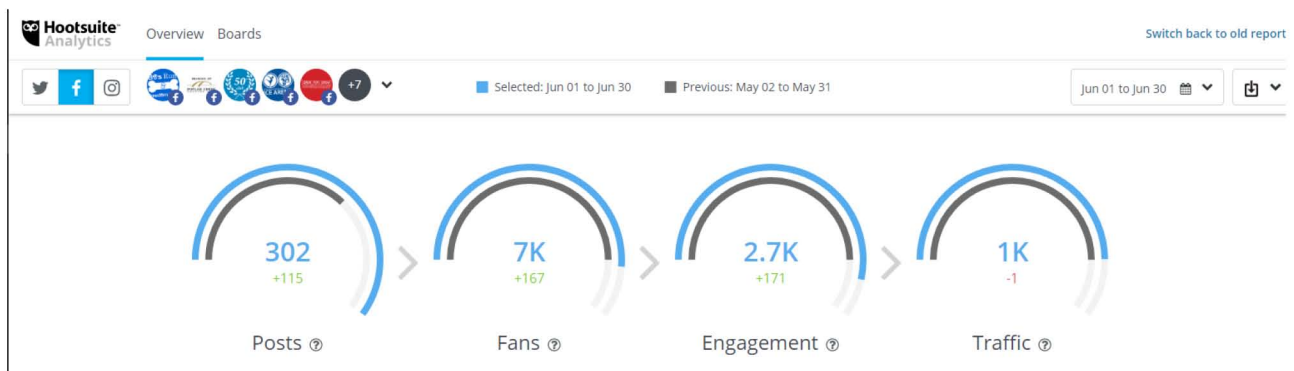 Hootsuite™
Analytics
Overview Boards
Switch back to old report
+7
Selected: Jun 01 to Jun 30
Previous: May 02 to May 31
Jun 01 to Jun 30
302
+115
Posts ?
7K
+167
Fans ?
2.7K
+171
Engagement ?
1K
-1
Traffic ?